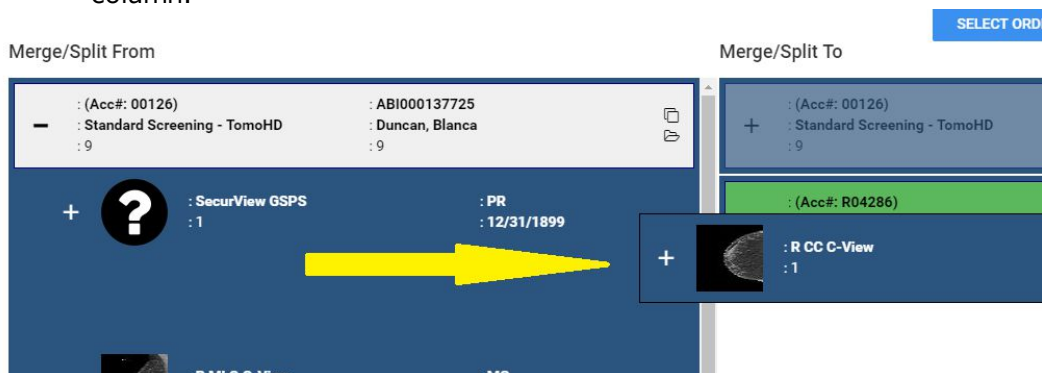 column.
SELECT ORD
Merge/Split From
Merge/Split To
: (Acc#: 00126)
: Standard Screening - TomoHD
: 9
: ABI000137725
: Duncan, Blanca
: 9
: (Acc#: 00126)
: Standard Screening - TomoHD
: 9
: SecurView GSPS
: 1
: PR
: 12/31/1899
: (Acc#: R04286)
: R CC C-View
: 1